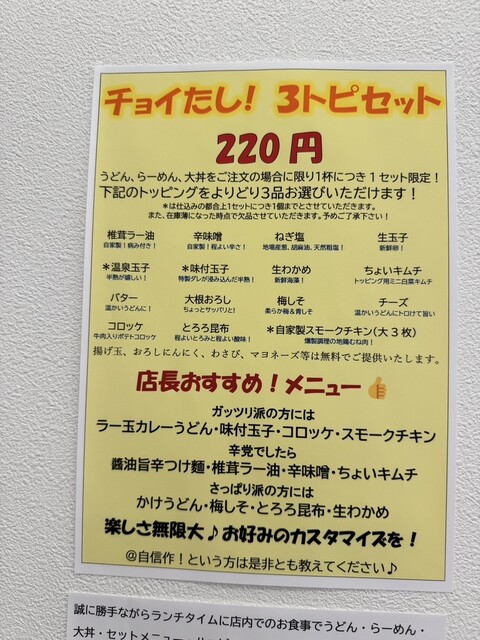 チョイたし! 3トピセット
220円
うどん、らーめん、大丼をご注文の場合に限り1杯につき1セット限定!
下記のトッピングをよりどり3品お選びいただけます!
*は仕込みの都合上1セットにつき1個までとさせていただきます。
また、在庫薄になった時点で欠品させていただきます。予めご了承下さい!
椎茸ラー油 辛味噌 ねぎ塩 生玉子
自家製!病み付き! 自家製!程よい辛さ! 地場産葱、胡麻油、天然粗塩! 新鮮卵!
*温泉玉子 *味付玉子 生わかめ ちょいキムチ
半熟が嬉しい! 特製ダレが浸み込んだ半熟! 新鮮海藻! トッピング用ミニ白菜キムチ
バター 大根おろし 梅しそ チーズ
温かいうどんに! ちょっとサッパリと! 柔らか梅&青しそ 温かいうどんにトロけて旨い
コロッケ とろろ昆布 *自家製スモークチキン(大3枚)
牛肉入りポテトコロッケ 程よいとろみと程よい酸味! 燻製調理の地鶏むね肉!
揚げ玉、おろしにんにく、わさび、マヨネーズ等は無料でご提供いたします。
店長おすすめ!メニュー
ガッツリ派の方には
ラー玉カレーうどん・味付玉子・コロッケ・スモークチキン
辛党でしたら
醬油旨辛つけ麺・椎茸ラー油・辛味噌・ちょいキムチ
さっぱり派の方には
かけうどん・梅しそ・とろろ昆布・生わかめ
楽しさ無限大♪お好みのカスタマイズを!
@自信作!という方は是非とも教えてください♪
誠に勝手ながらランチタイムに店内でのお食事でうどん・らーめん・
大丼・セットメニュー